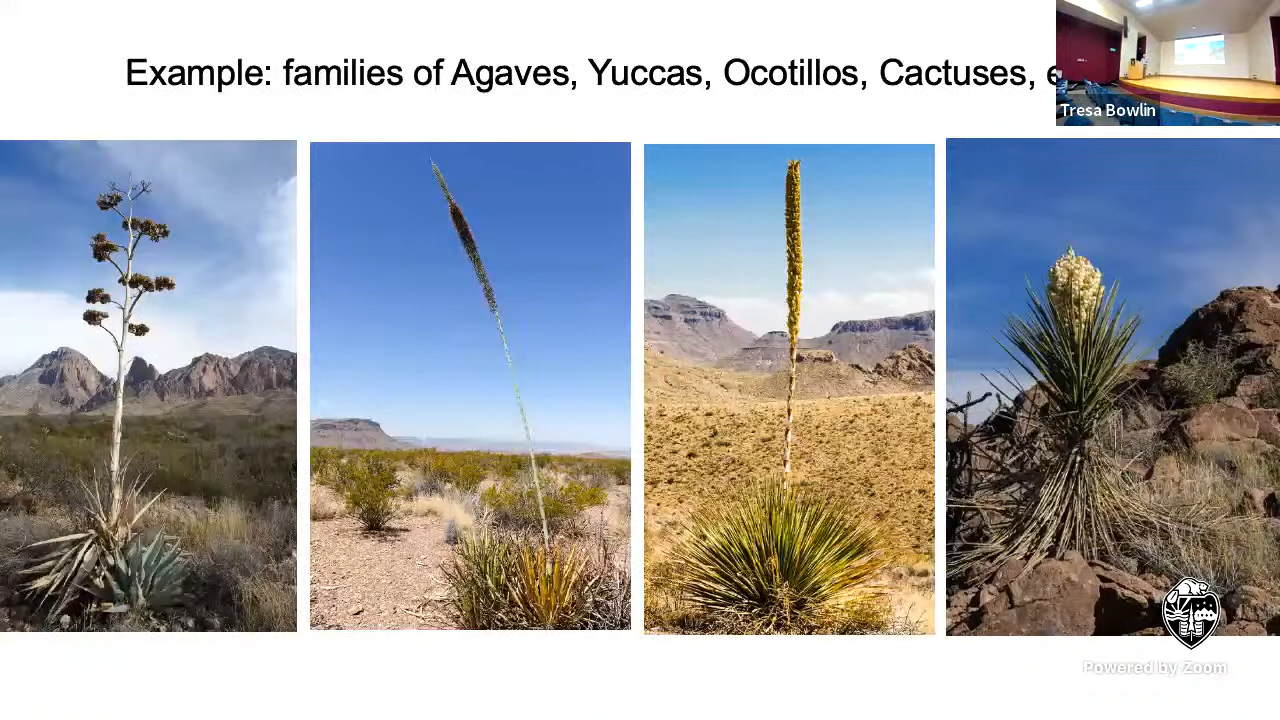 Example: families of Agaves, Yuccas, Ocotillos, Cactuses, e
Tresa Bowlin
Powered by Zoom